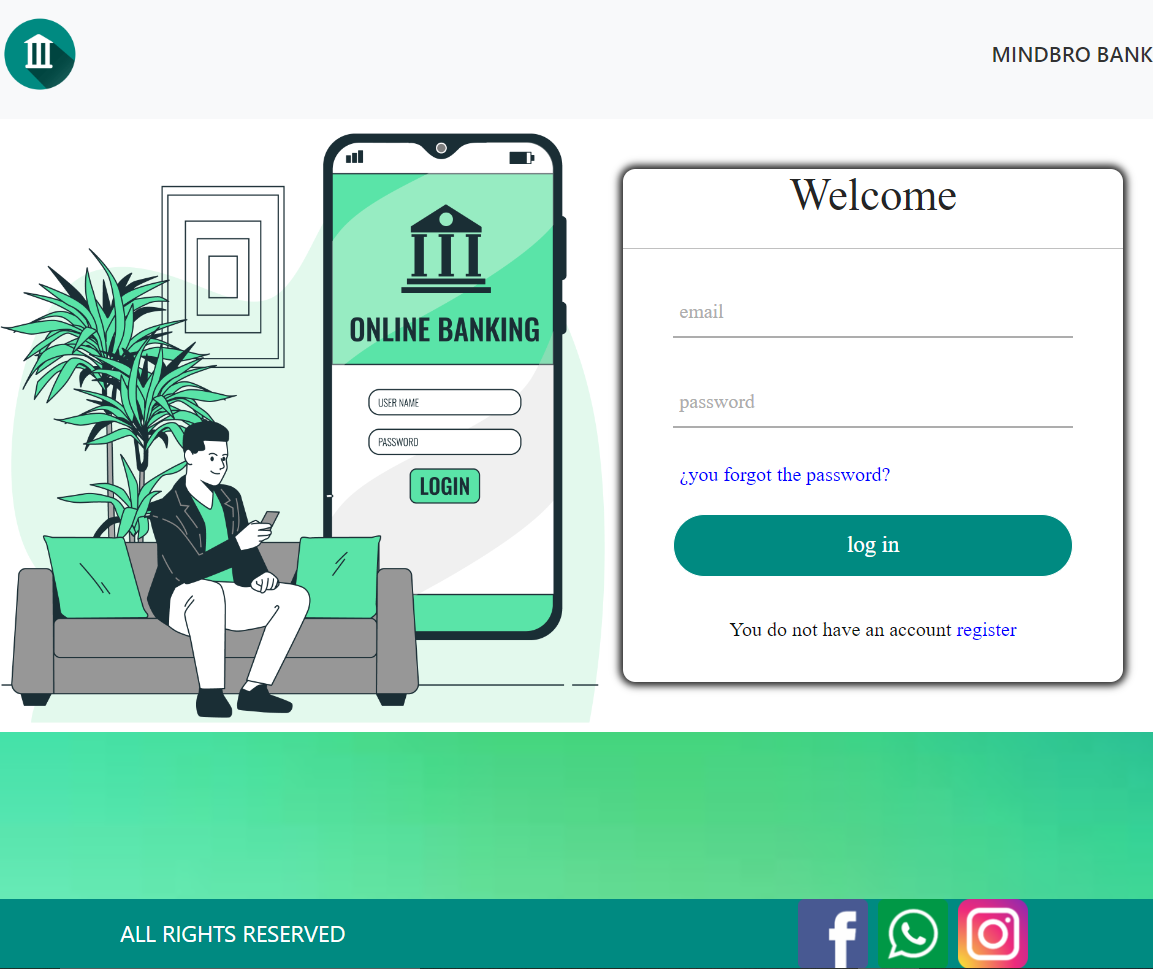 MINDBRO BANK
ONLINE BANKING
USER NAME
PASSWORD
LOGIN
Welcome
email
password
¿you forgot the password?
log in
You do not have an account register
ALL RIGHTS RESERVED